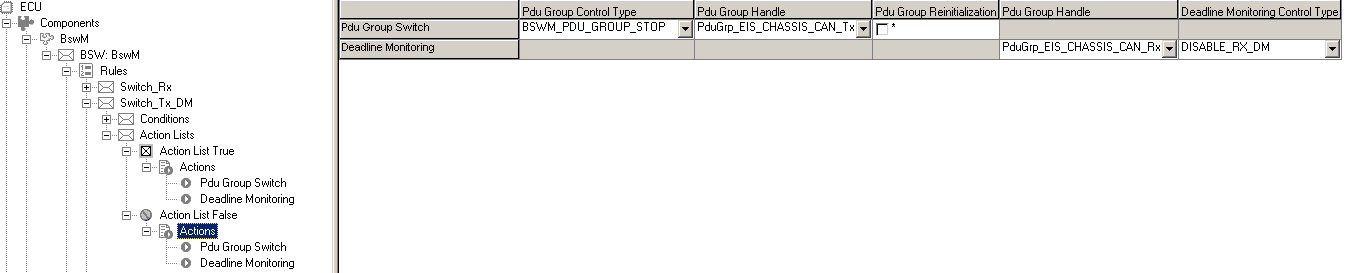 ECU
Components
BswM
BSW: BswM
Rules
Switch_Rx
Switch_Tx_DM
Conditions
Action Lists
Action List True
Actions
Pdu Group Switch
Deadline Monitoring
Action List False
Actions
Pdu Group Switch
Deadline Monitoring
Pdu Group Control Type Pdu Group Handle Pdu Group Reinitialization Pdu Group Handle Deadline Monitoring Control Type
Pdu Group Switch BSWM_PDU_GROUP_STOP PduGrp_EIS_CHASSIS_CAN_Tx *
Deadline Monitoring PduGrp_EIS_CHASSIS_CAN_Rx DISABLE_RX_DM